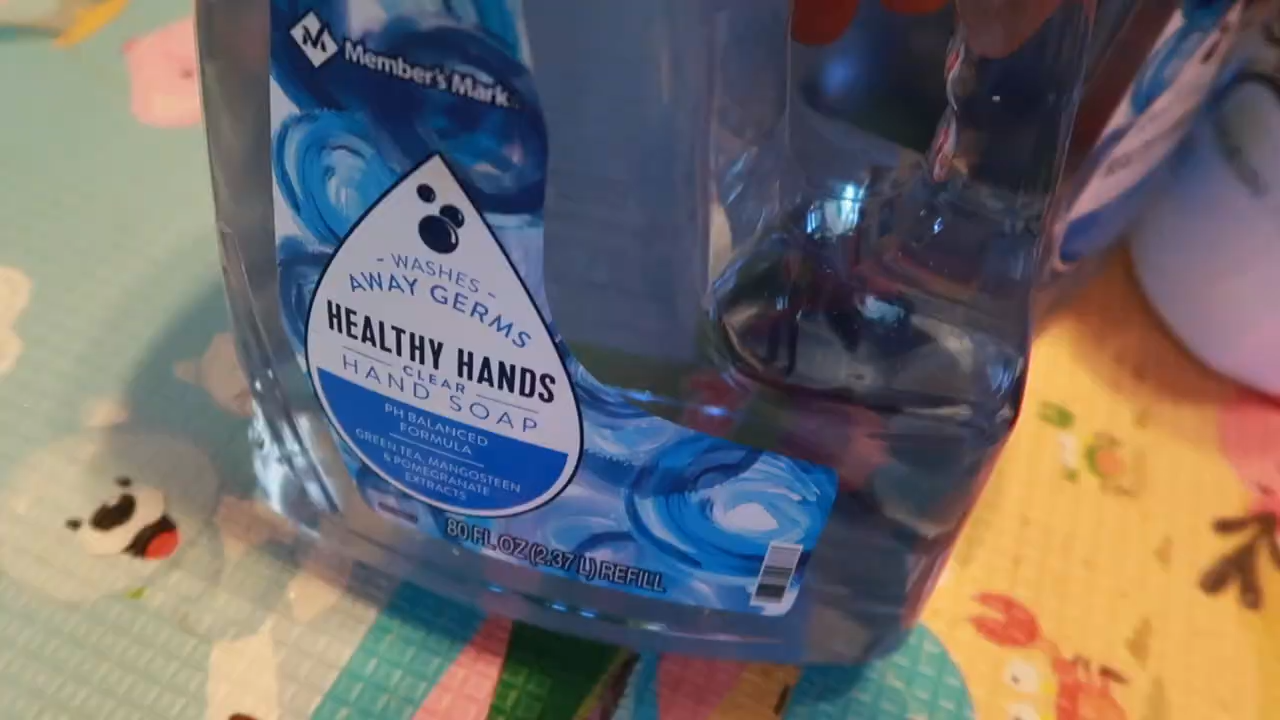 M
Member's Mark
- WASHES -
AWAY GERMS
HEALTHY HANDS
CLEAR
HAND SOAP
PH BALANCED
FORMULA
GREEN TEA, MANGOSTEEN
& POMEGRANATE
EXTRACTS
80 FL OZ (2.37 L) REFILL